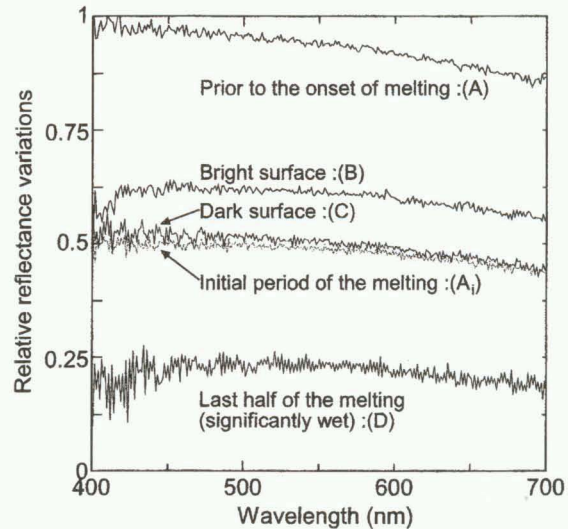 1
0.75
0.5
0.25
0
Relative reflectance variations
Prior to the onset of melting :(A)
Bright surface :(B)
Dark surface :(C)
Initial period of the melting :(Ai)
Last half of the melting
(significantly wet) :(D)
400
500
600
700
Wavelength (nm)